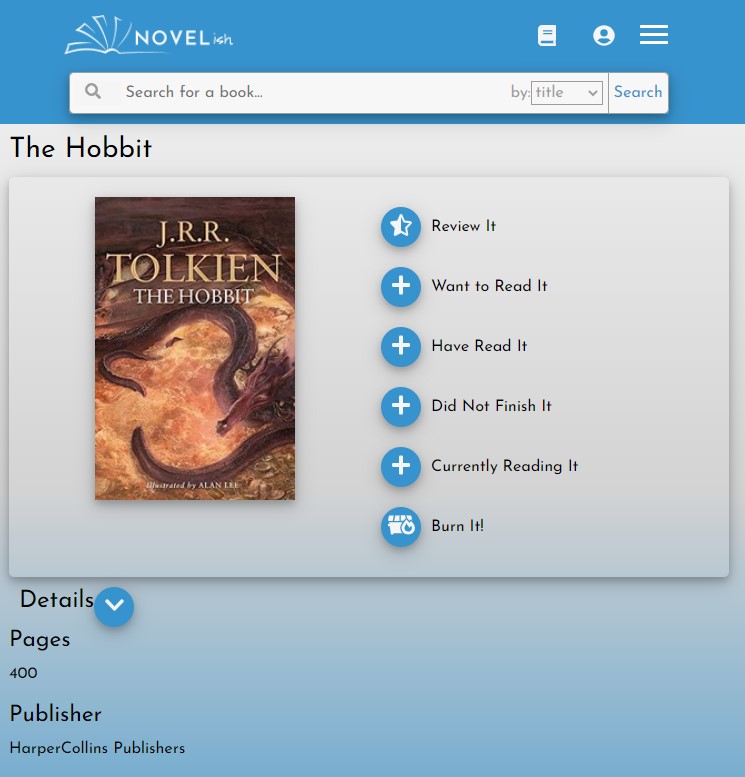 NOVELish
Search for a book...
by: title
Search
The Hobbit
J.R.R.
TOLKIEN
THE HOBBIT
Illustrated by ALAN LEE
Review It
Want to Read It
Have Read It
Did Not Finish It
Currently Reading It
Burn It!
Details
Pages
400
Publisher
HarperCollins Publishers